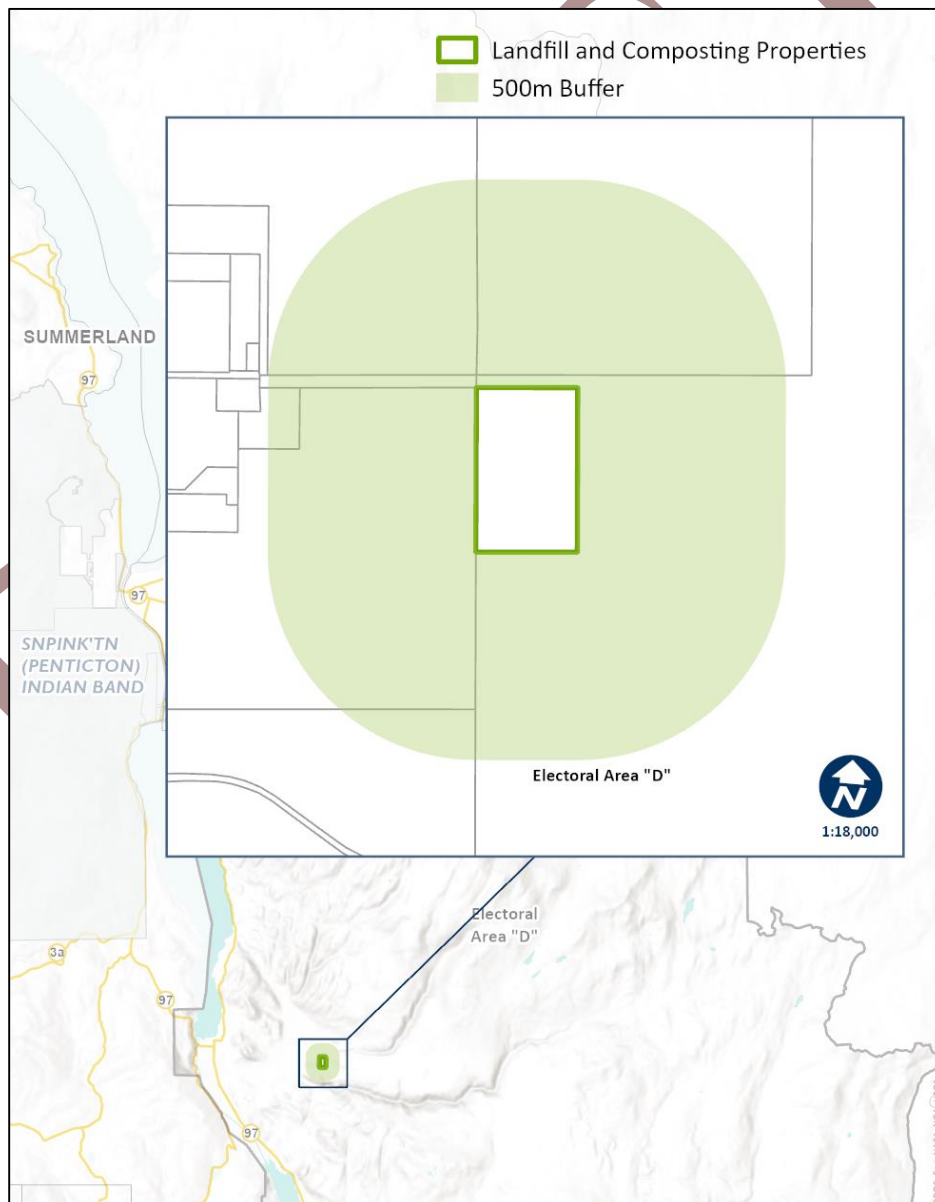 Landfill and Composting Properties
500m Buffer
SUMMERLAND
97
97
SNPINK'TN
(PENTICTON)
INDIAN BAND
Electoral Area "D"
N
1:18,000
Electoral
Area "D"
3a
97
97